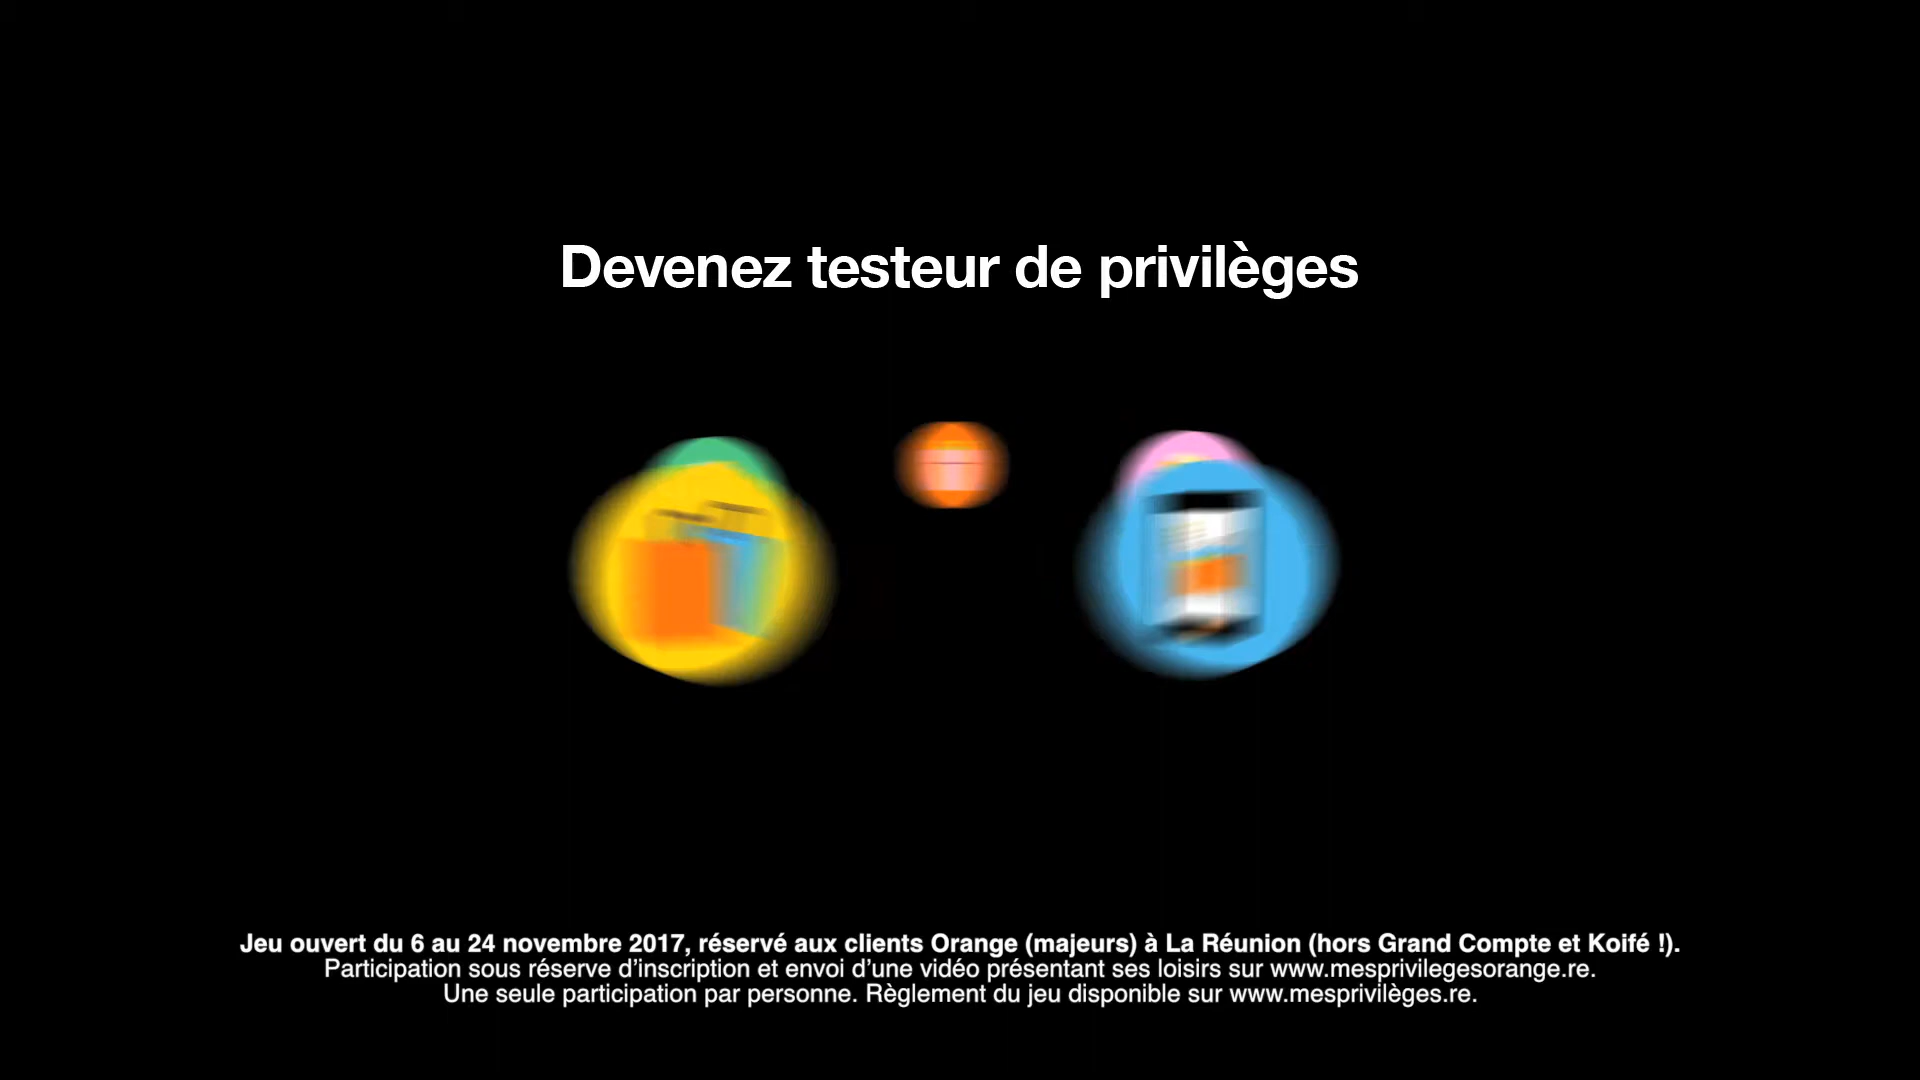 Devenez testeur de privilèges
Jeu ouvert du 6 au 24 novembre 2017, réservé aux clients Orange (majeurs) à La Réunion (hors Grand Compte et Koifé !).
Participation sous réserve d’inscription et envoi d’une vidéo présentant ses loisirs sur www.mesprivilegesorange.re.
Une seule participation par personne. Règlement du jeu disponible sur www.mesprivilèges.re.